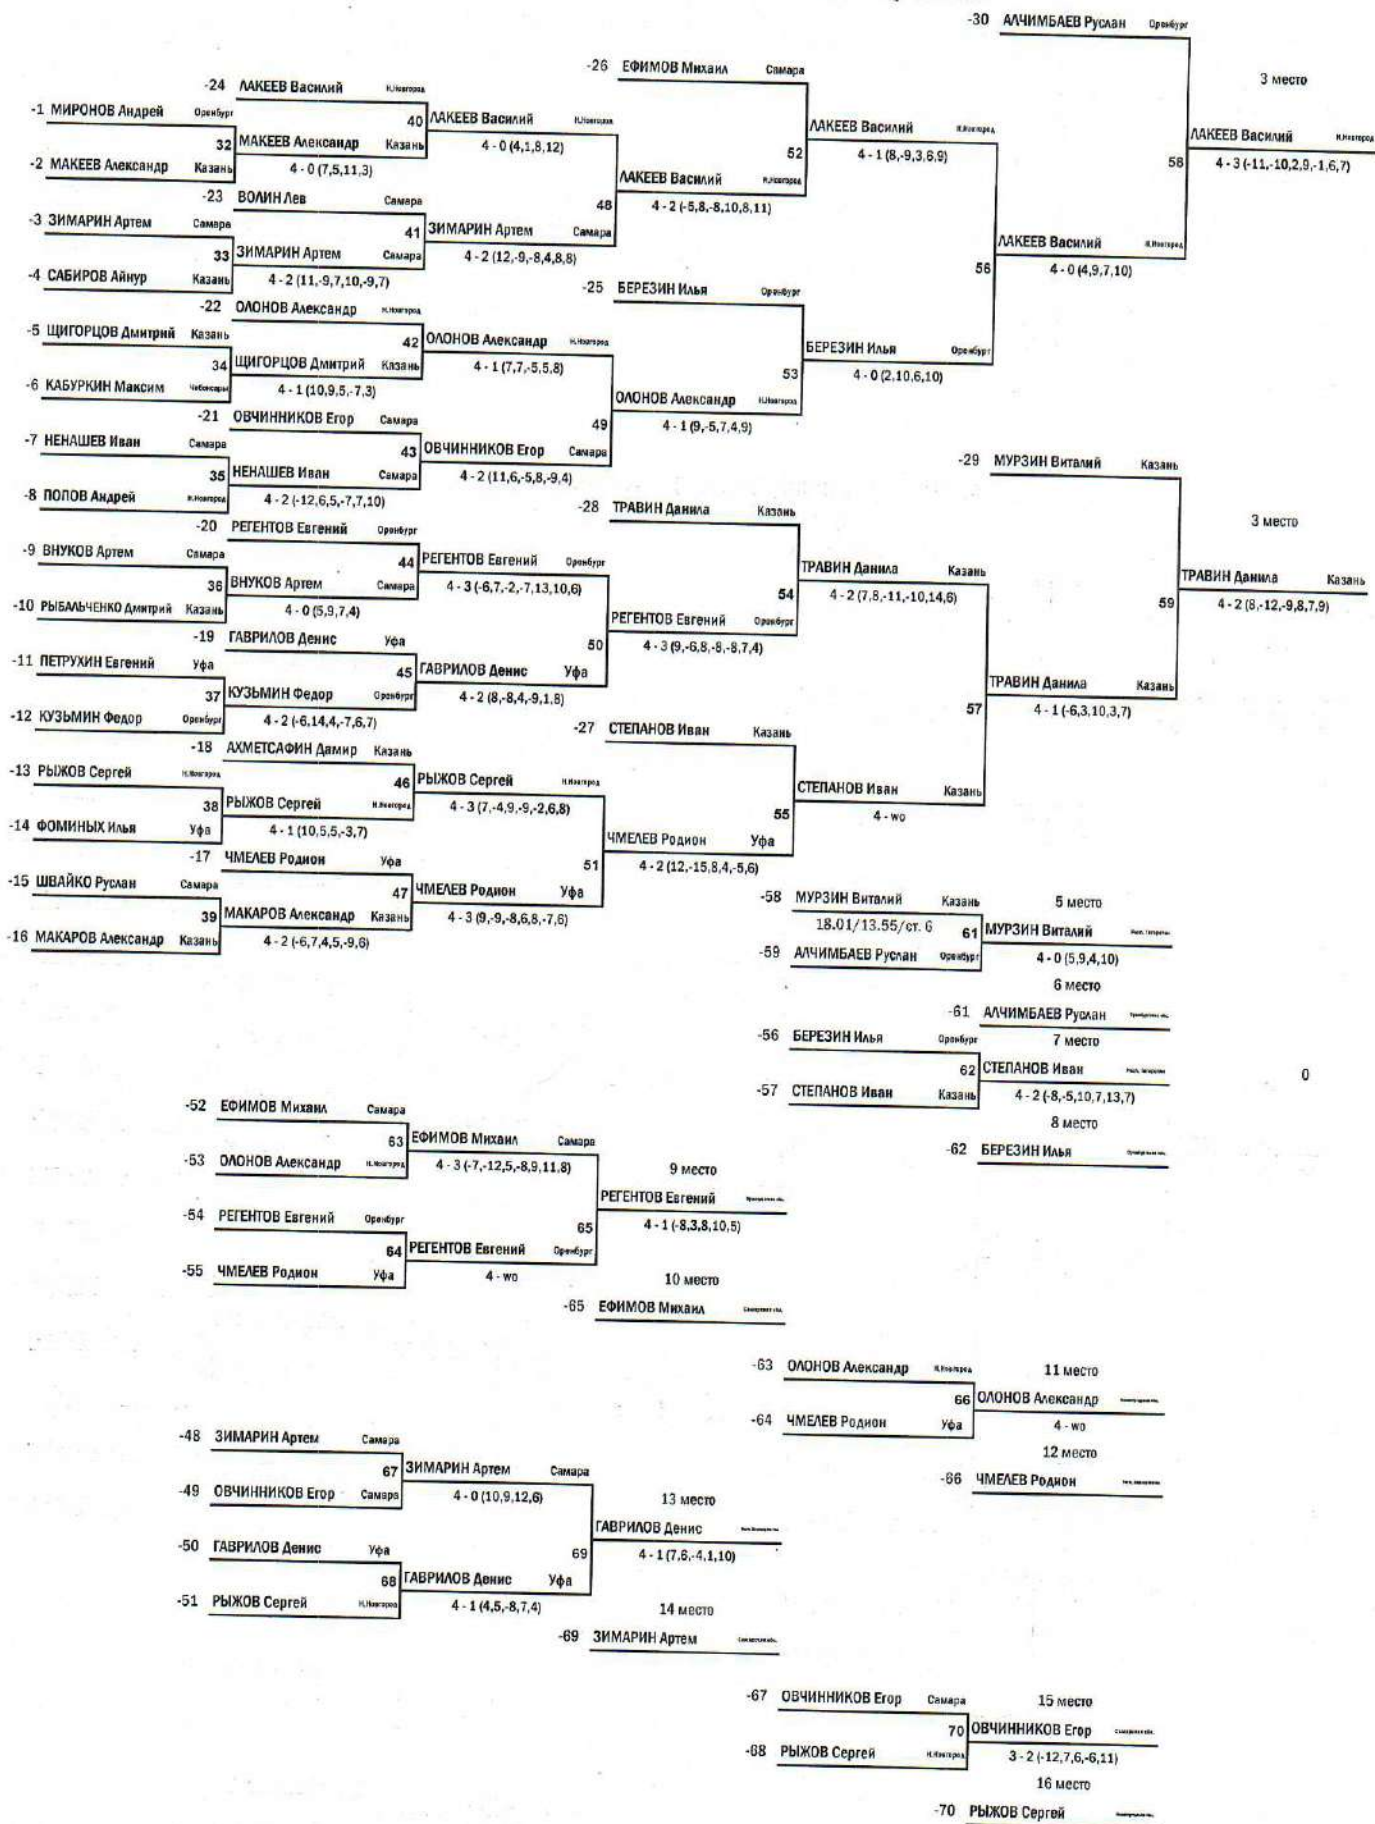 -30 АЛЧИМБАЕВ Руслан Оренбург
-26 ЕФИМОВ Михаил Самара
3 место
-24 ЛАКЕЕВ Василий Н.Новгород
-1 МИРОНОВ Андрей Оренбург
40 ЛАКЕЕВ Василий Н.Новгород
ЛАКЕЕВ Василий Н.Новгород
ЛАКЕЕВ Василий Н.Новгород
32 МАКЕЕВ Александр Казань
4 - 0 (4,1,8,12)
52
4 - 1 (8,-9,3,6,9)
58
4 - 3 (-11,-10,2,9,-1,6,7)
-2 МАКЕЕВ Александр Казань
4 - 0 (7,5,11,3)
ЛАКЕЕВ Василий Н.Новгород
-23 ВОЛИН Лев Самара
48
4 - 2 (-5,8,-8,10,8,11)
-3 ЗИМАРИН Артем Самара
41 ЗИМАРИН Артем Самара
ЛАКЕЕВ Василий Н.Новгород
33 ЗИМАРИН Артем Самара
4 - 2 (12,-9,-8,4,8,8)
56
4 - 0 (4,9,7,10)
-4 САБИРОВ Айнур Казань
4 - 2 (11,-9,7,10,-9,7)
-25 БЕРЕЗИН Илья Оренбург
-22 ОЛОНОВ Александр Н.Новгород
-5 ЩИГОРЦОВ Дмитрий Казань
42 ОЛОНОВ Александр Н.Новгород
БЕРЕЗИН Илья Оренбург
34 ЩИГОРЦОВ Дмитрий Казань
4 - 1 (7,7,-5,5,8)
53
4 - 0 (2,10,6,10)
-6 КАБУРКИН Максим Чебоксары
4 - 1 (10,9,5,-7,3)
ОЛОНОВ Александр Н.Новгород
-21 ОВЧИННИКОВ Егор Самара
49
4 - 1 (9,-5,7,4,9)
-7 НЕНАШЕВ Иван Самара
43 ОВЧИННИКОВ Егор Самара
-29 МУРЗИН Виталий Казань
35 НЕНАШЕВ Иван Самара
4 - 2 (11,6,-5,8,-9,4)
-8 ПОПОВ Андрей Н.Новгород
4 - 2 (-12,6,5,-7,7,10)
-28 ТРАВИН Данила Казань
3 место
-20 РЕГЕНТОВ Евгений Оренбург
-9 ВНУКОВ Артем Самара
44 РЕГЕНТОВ Евгений Оренбург
ТРАВИН Данила Казань
ТРАВИН Данила Казань
36 ВНУКОВ Артем Самара
4 - 3 (-6,7,-2,-7,13,10,6)
54
4 - 2 (7,8,-11,-10,14,6)
59
4 - 2 (8,-12,-9,8,7,9)
-10 РЫБАЛЬЧЕНКО Дмитрий Казань
4 - 0 (5,9,7,4)
РЕГЕНТОВ Евгений Оренбург
-19 ГАВРИЛОВ Денис Уфа
50
4 - 3 (9,-6,8,-8,-8,7,4)
-11 ПЕТРУХИН Евгений Уфа
45 ГАВРИЛОВ Денис Уфа
ТРАВИН Данила Казань
37 КУЗЬМИН Федор Оренбург
4 - 2 (8,-8,4,-9,1,8)
57
4 - 1 (-6,3,10,3,7)
-12 КУЗЬМИН Федор Оренбург
4 - 2 (-6,14,4,-7,6,7)
-27 СТЕПАНОВ Иван Казань
-18 АХМЕТСАФИН Дамир Казань
-13 РЫЖОВ Сергей Н.Новгород
46 РЫЖОВ Сергей Н.Новгород
СТЕПАНОВ Иван Казань
38 РЫЖОВ Сергей Н.Новгород
4 - 3 (7,-4,9,-9,-2,6,8)
55
4 - wo
-14 ФОМИНЫХ Илья Уфа
4 - 1 (10,5,5,-3,7)
ЧМЕЛЕВ Родион Уфа
-17 ЧМЕЛЕВ Родион Уфа
51
4 - 2 (12,-15,8,4,-5,6)
-15 ШВАЙКО Руслан Самара
47 ЧМЕЛЕВ Родион Уфа
-58 МУРЗИН Виталий Казань
5 место
39 МАКАРОВ Александр Казань
4 - 3 (9,-9,-8,6,8,-7,6)
18.01/13.55/ст. 6
61 МУРЗИН Виталий
-16 МАКАРОВ Александр Казань
4 - 2 (-6,7,4,5,-9,6)
-59 АЛЧИМБАЕВ Руслан Оренбург
4 - 0 (5,9,4,10)
6 место
-61 АЛЧИМБАЕВ Руслан
-56 БЕРЕЗИН Илья Оренбург
7 место
62 СТЕПАНОВ Иван
0
-57 СТЕПАНОВ Иван Казань
4 - 2 (-8,-5,10,7,13,7)
-52 ЕФИМОВ Михаил Самара
8 место
63 ЕФИМОВ Михаил Самара
-62 БЕРЕЗИН Илья
-53 ОЛОНОВ Александр Н.Новгород
4 - 3 (-7,-12,5,-8,9,11,8)
9 место
РЕГЕНТОВ Евгений
-54 РЕГЕНТОВ Евгений Оренбург
65
4 - 1 (-8,3,8,10,5)
64 РЕГЕНТОВ Евгений Оренбург
-55 ЧМЕЛЕВ Родион Уфа
4 - wo
10 место
-65 ЕФИМОВ Михаил
-63 ОЛОНОВ Александр Н.Новгород
11 место
66 ОЛОНОВ Александр
-64 ЧМЕЛЕВ Родион Уфа
4 - wo
-48 ЗИМАРИН Артем Самара
12 место
67 ЗИМАРИН Артем Самара
-66 ЧМЕЛЕВ Родион
-49 ОВЧИННИКОВ Егор Самара
4 - 0 (10,9,12,6)
13 место
ГАВРИЛОВ Денис
-50 ГАВРИЛОВ Денис Уфа
69
4 - 1 (7,6,-4,1,10)
68 ГАВРИЛОВ Денис Уфа
-51 РЫЖОВ Сергей Н.Новгород
4 - 1 (4,5,-8,7,4)
14 место
-69 ЗИМАРИН Артем
-67 ОВЧИННИКОВ Егор Самара
15 место
70 ОВЧИННИКОВ Егор
-68 РЫЖОВ Сергей Н.Новгород
3 - 2 (-12,7,6,-6,11)
16 место
-70 РЫЖОВ Сергей